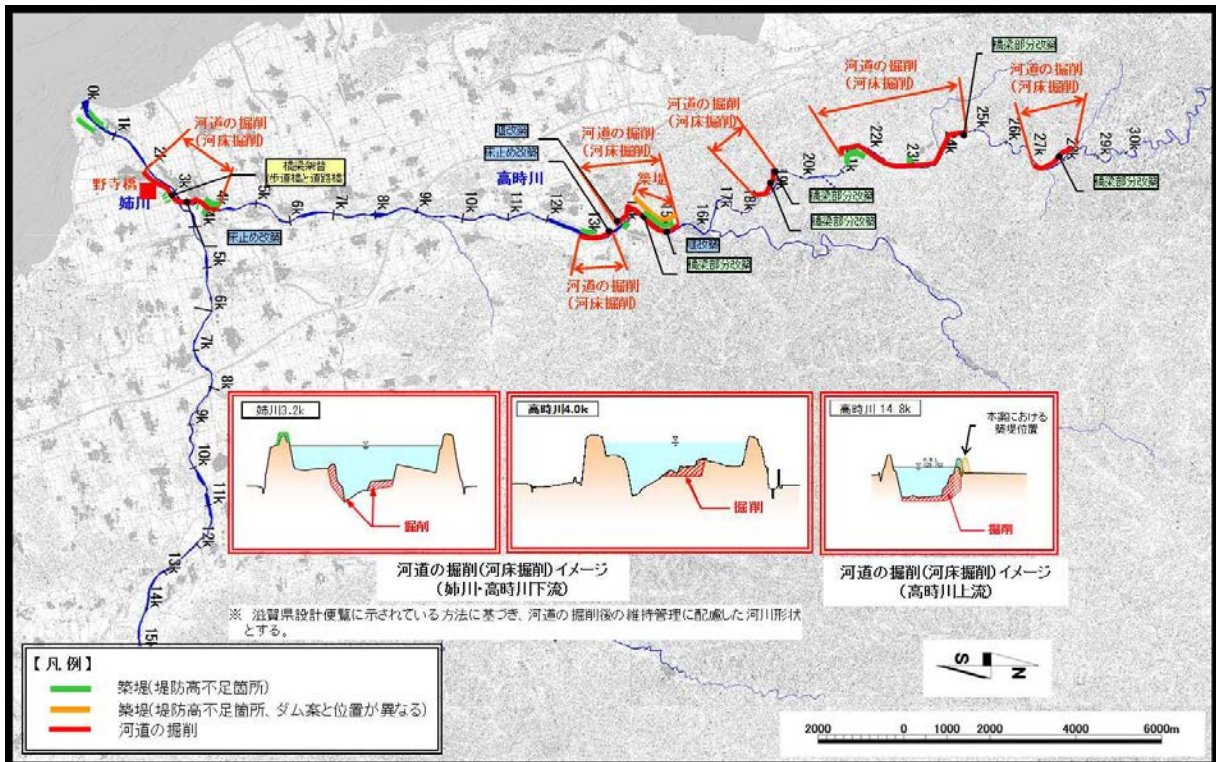 0k
1k
2k
3k
4k
野寺橋
姉川
河道の掘削
(河床掘削)
橋梁架替
(歩道橋と道路橋)
床止め改築
4k
5k
6k
7k
8k
9k
10k
11k
12k
13k
高時川
堰改築
床止め改築
河道の掘削
(河床掘削)
築堤
河道の掘削
(河床掘削)
15
16k
17k
18k
19k
20k
堰改築
橋梁部分改築
河道の掘削
(河床掘削)
橋梁部分改築
橋梁部分改築
河道の掘削
(河床掘削)
橋梁部分改築
22k
23k
24k
25k
26k
27k
28k
29k
30k
河道の掘削
(河床掘削)
橋梁部分改築
5k
6k
7k
8k
9k
10k
11k
12k
13k
14k
15k
姉川3.2k
掘削
高時川4.0k
掘削
高時川 14.8k
本案における
築堤位置
掘削
河道の掘削(河床掘削)イメージ
(姉川・高時川下流)
河道の掘削(河床掘削)イメージ
(高時川上流)
※ 滋賀県設計便覧に示されている方法に基づき、河道の掘削後の維持管理に配慮した河川形状
とする。
【凡例】
築堤(堤防高不足箇所)
築堤(堤防高不足箇所、ダム案と位置が異なる)
河道の掘削
S
N
2000 0 1000 2000 4000 6000m